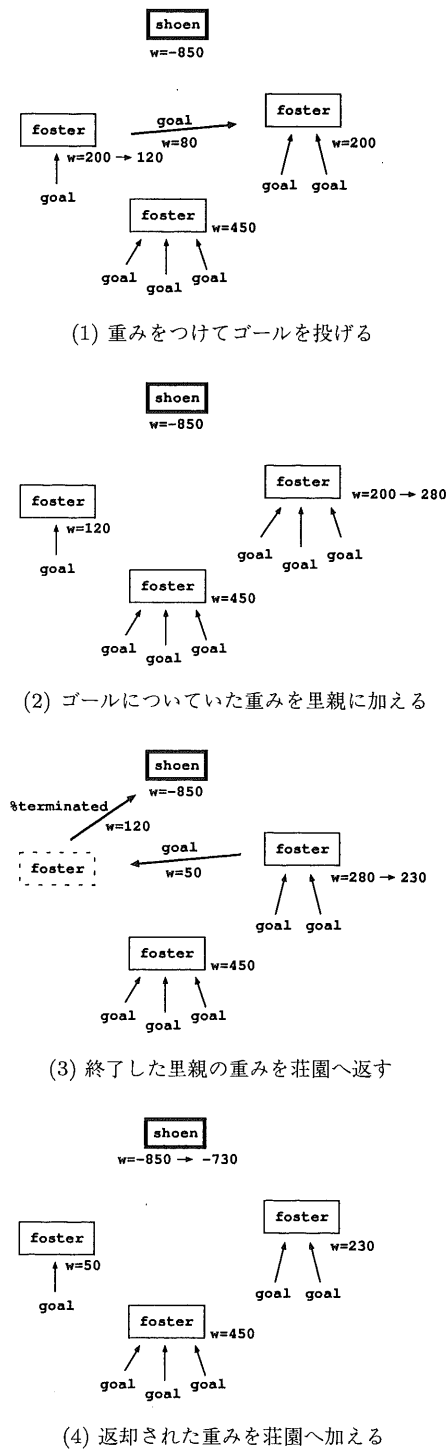 shoen
w=-850
goal
foster
foster
w=80
w=200 → 120
w=200
goal
goal goal
foster
w=450
goal goal goal
(1) 重みをつけてゴールを投げる
shoen
w=-850
foster
foster
w=200 → 280
w=120
goal
goal goal goal
foster
w=450
goal goal goal
(2) ゴールについていた重みを里親に加える
shoen
w=-850
%terminated
w=120
goal
foster
foster
w=50
w=280 → 230
goal goal
foster
w=450
goal goal goal
(3) 終了した里親の重みを荘園へ返す
shoen
w=-850 → -730
foster
foster
w=50
w=230
goal
goal goal
foster
w=450
goal goal goal
(4) 返却された重みを荘園へ加える